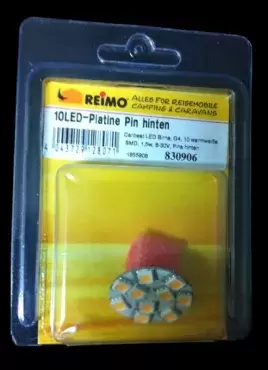 REIMO
ALLES FÜR REISEMOBILE
CAMPING & CARAVANS
10LED-Platine Pin hinten
Carbest LED Birne, G4, 10 warmweiße
SMD, 1,5w, 8-30V, Pins hinten
830906